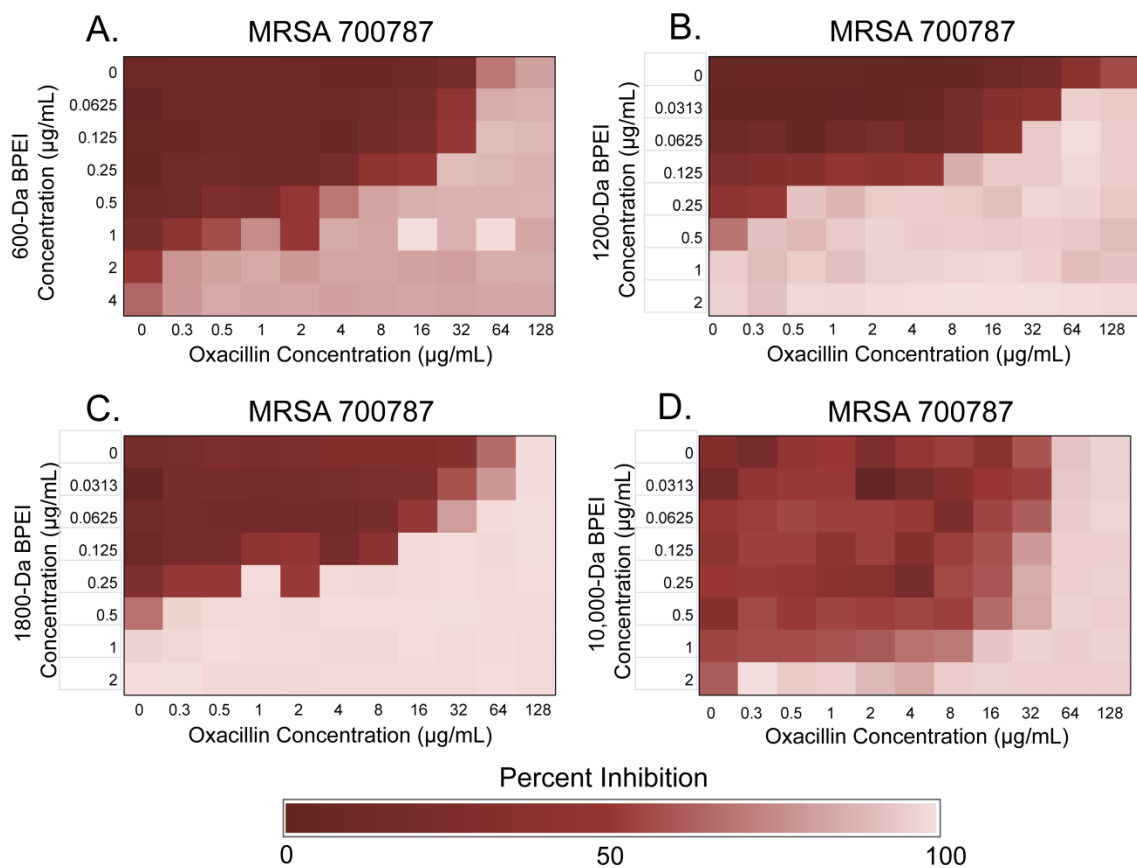 A.
MRSA 700787
600-Da BPEI
Concentration (µg/mL)
0
0.0625
0.125
0.25
0.5
1
2
4
0 0.3 0.5 1 2 4 8 16 32 64 128
Oxacillin Concentration (µg/mL)
B.
MRSA 700787
1200-Da BPEI
Concentration (µg/mL)
0
0.0313
0.0625
0.125
0.25
0.5
1
2
0 0.3 0.5 1 2 4 8 16 32 64 128
Oxacillin Concentration (µg/mL)
C.
MRSA 700787
1800-Da BPEI
Concentration (µg/mL)
0
0.0313
0.0625
0.125
0.25
0.5
1
2
0 0.3 0.5 1 2 4 8 16 32 64 128
Oxacillin Concentration (µg/mL)
D.
MRSA 700787
10,000-Da BPEI
Concentration (µg/mL)
0
0.0313
0.0625
0.125
0.25
0.5
1
2
0 0.3 0.5 1 2 4 8 16 32 64 128
Oxacillin Concentration (µg/mL)
Percent Inhibition
0 50 100